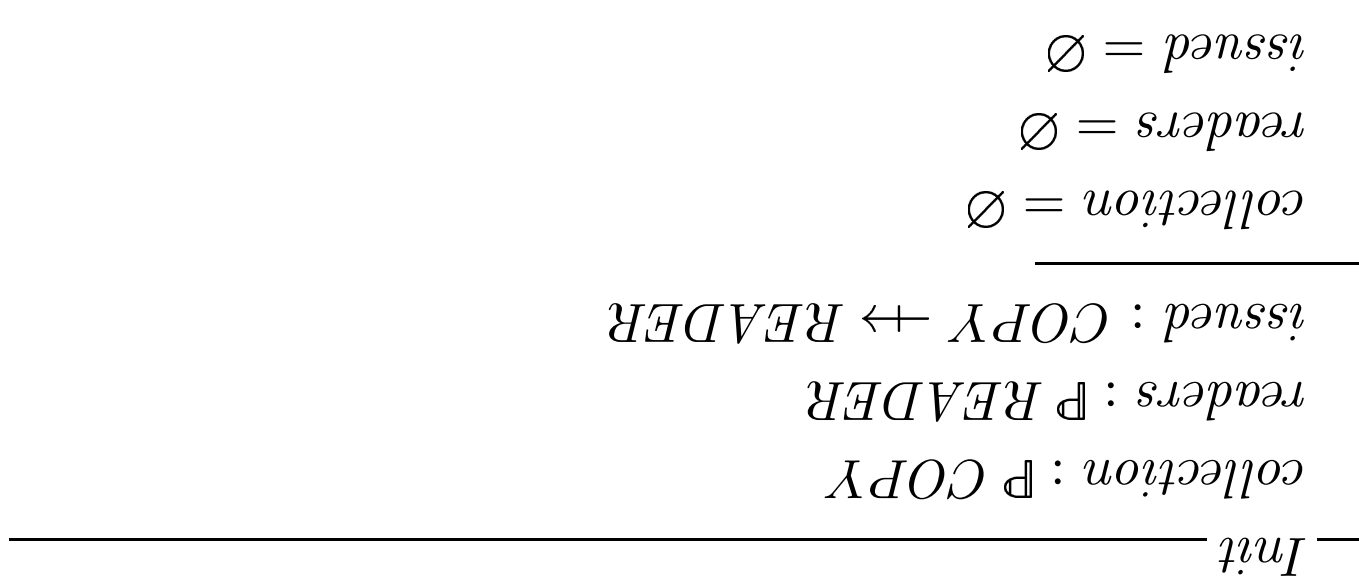 Init
collection : ℙ COPY
readers : ℙ READER
issued : COPY ⇸ READER
collection = ∅
readers = ∅
issued = ∅